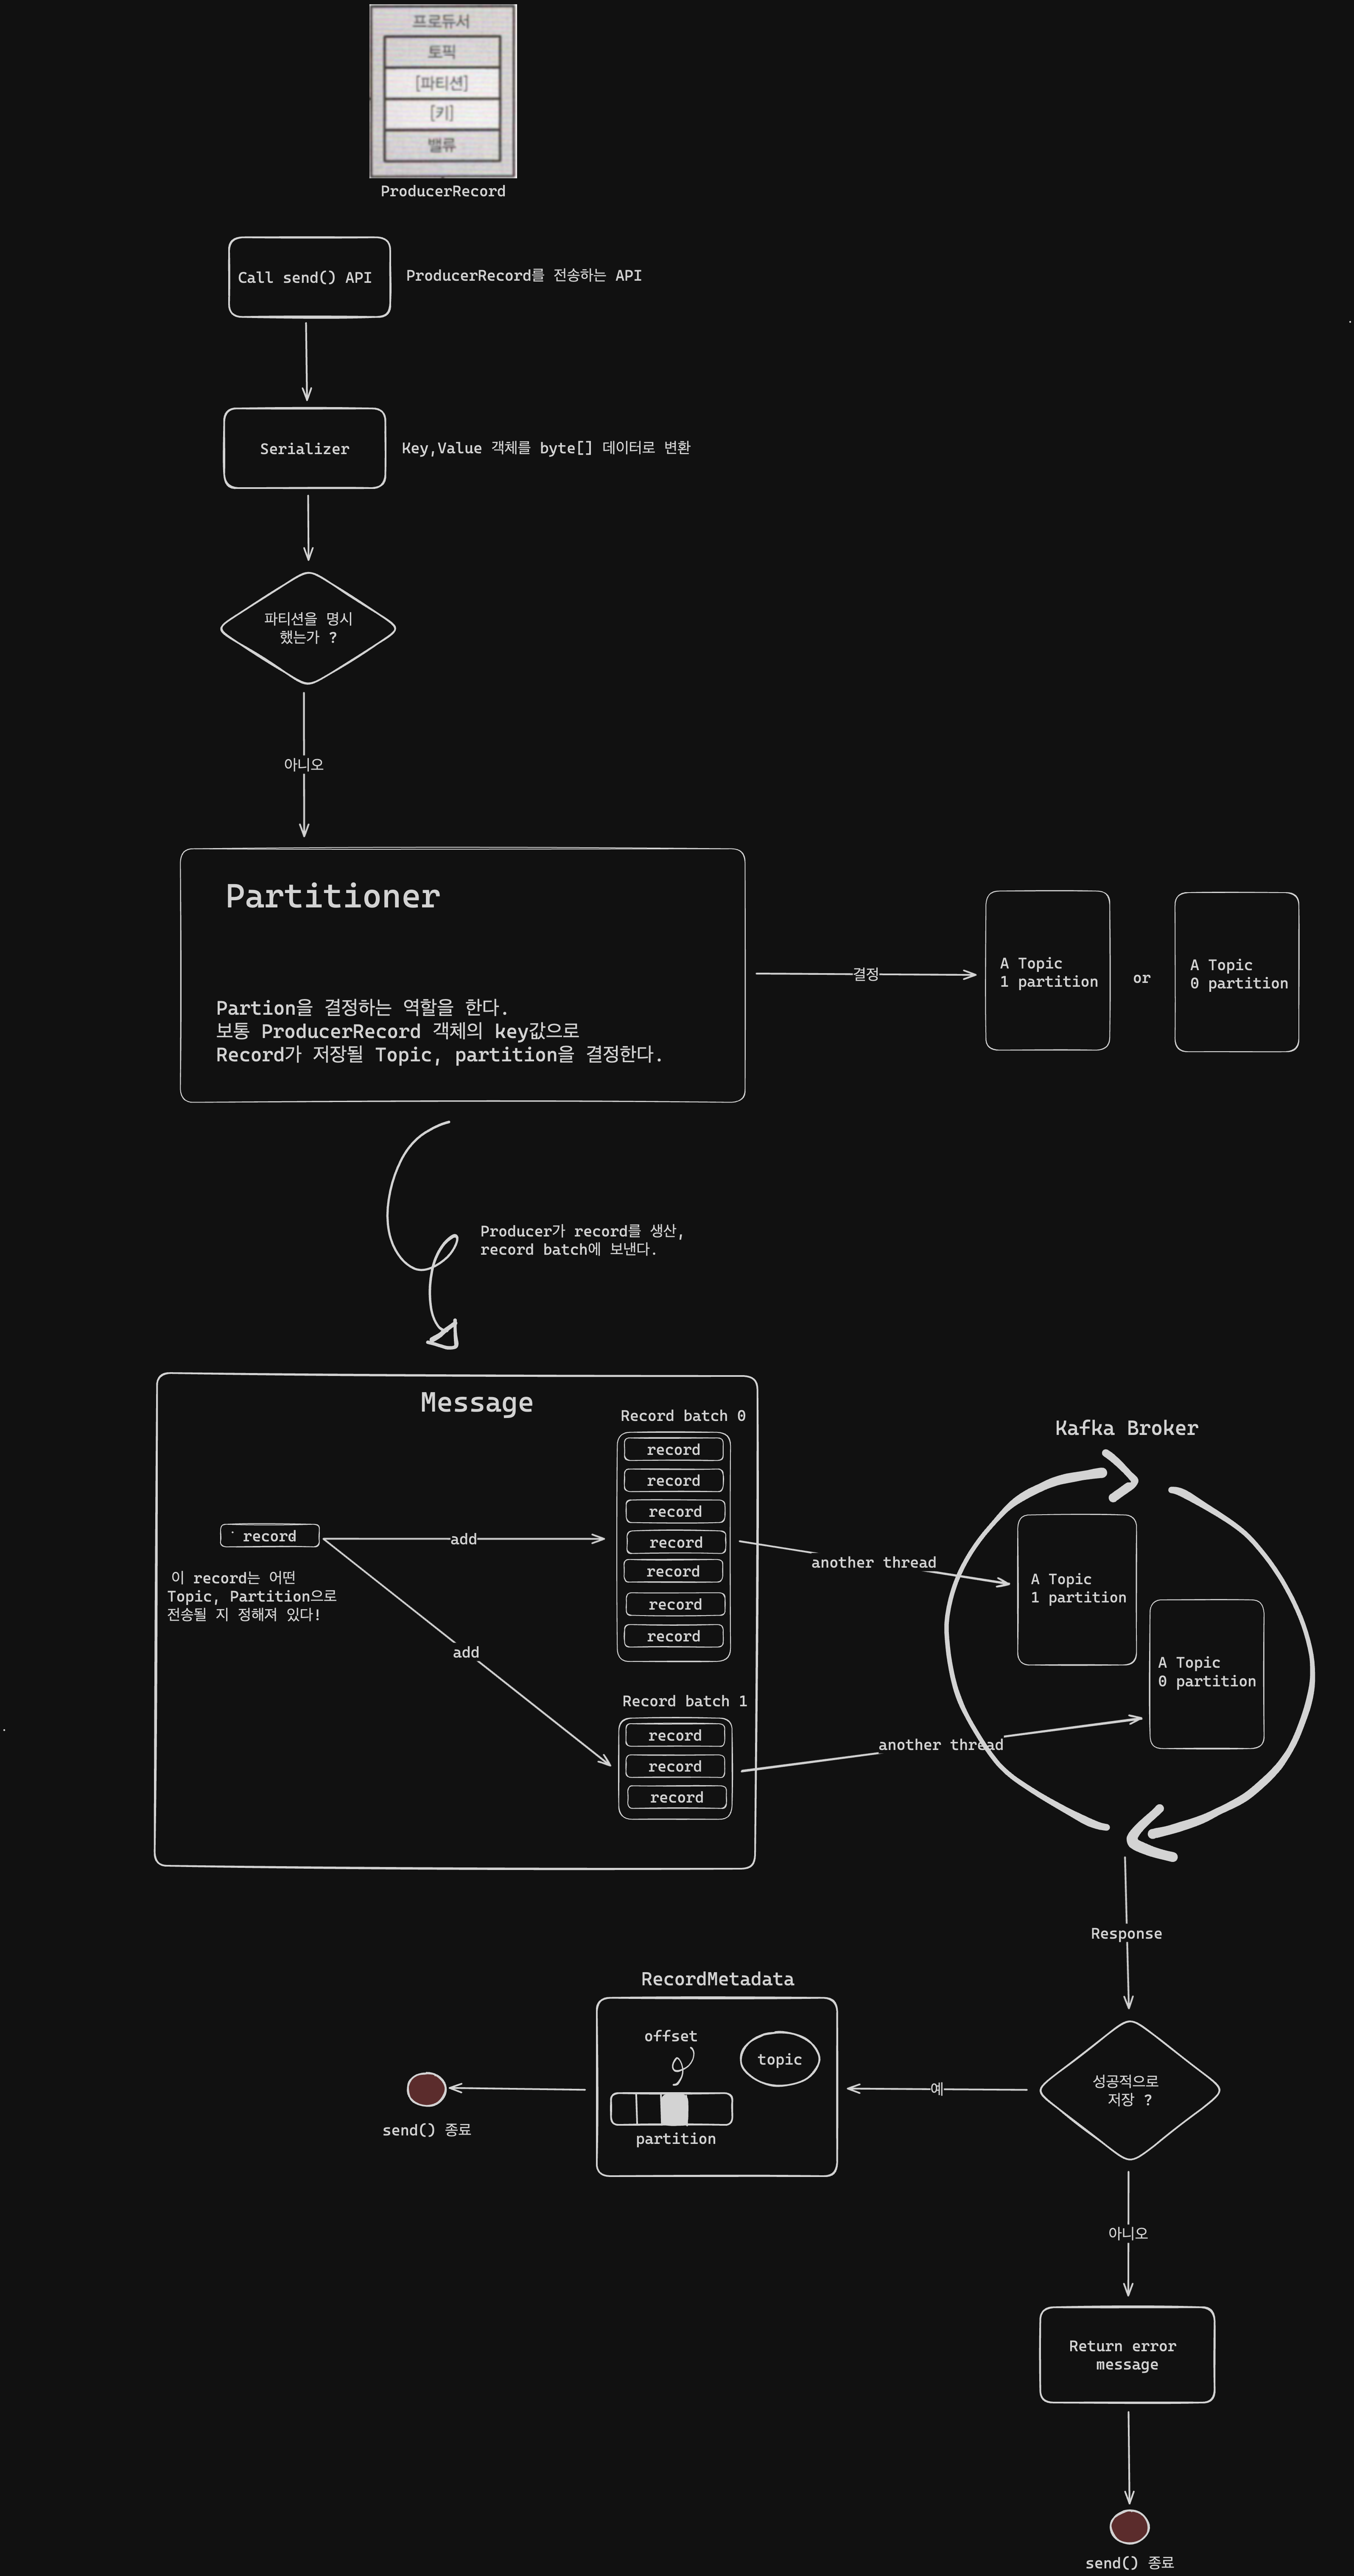 프로듀서
토픽
[파티션]
[키]
밸류
ProducerRecord
Call send() API
ProducerRecord를 전송하는 API
Serializer
Key,Value 객체를 byte[] 데이터로 변환
파티션을 명시
했는가 ?
아니오
Partitioner
Partion을 결정하는 역할을 한다.
보통 ProducerRecord 객체의 key값으로
Record가 저장될 Topic, partition을 결정한다.
결정
A Topic
1 partition
or
A Topic
0 partition
Producer가 record를 생산,
record batch에 보낸다.
Message
Record batch 0
record
record
record
record
record
record
record
record
add
이 record는 어떤
Topic, Partition으로
전송될 지 정해져 있다!
add
Record batch 1
record
record
record
another thread
another thread
Kafka Broker
A Topic
1 partition
A Topic
0 partition
Response
성공적으로
저장 ?
예
RecordMetadata
offset
topic
partition
send() 종료
아니오
Return error
message
send() 종료